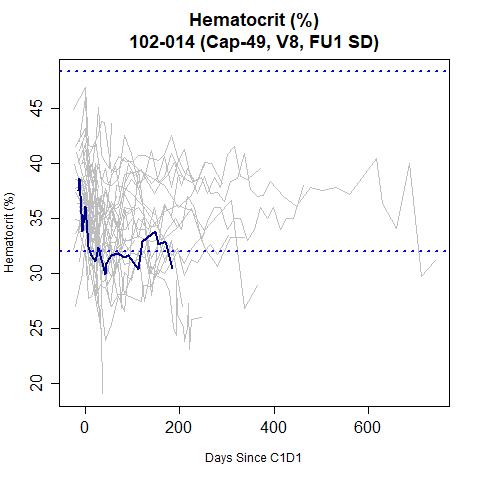 Hematocrit (%)
102-014 (Cap-49, V8, FU1 SD)
Hematocrit (%)
45
40
35
30
25
20
0 200 400 600
Days Since C1D1